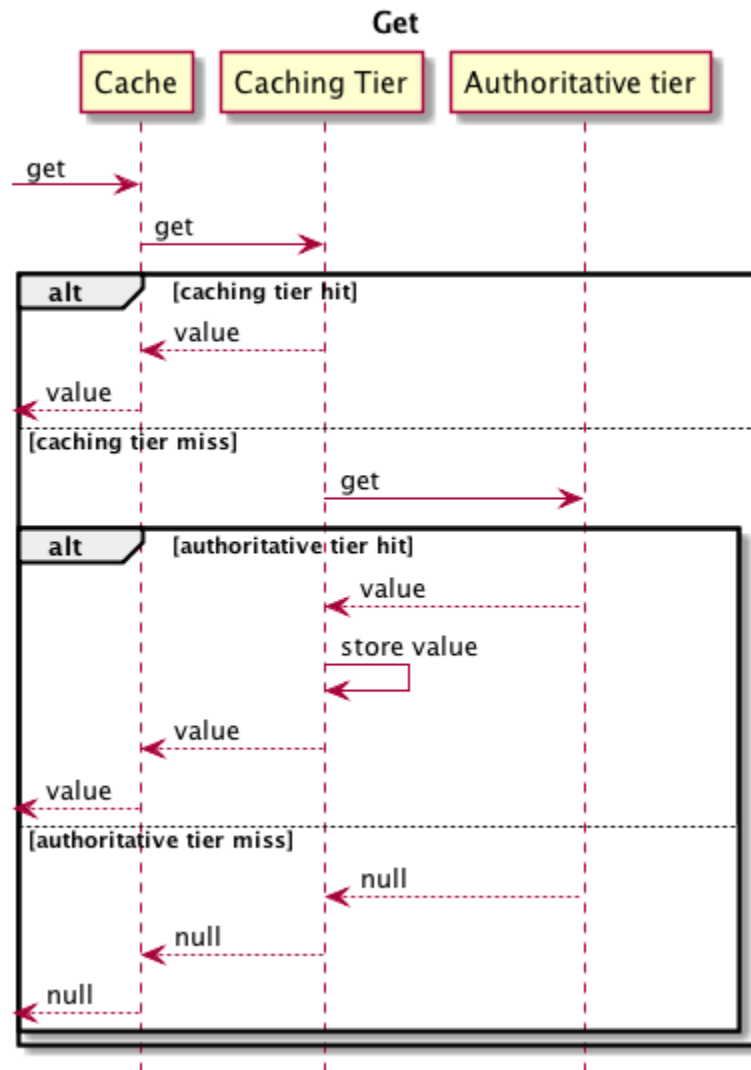 Get
Cache
Caching Tier
Authoritative tier
get
get
alt [caching tier hit]
value
value
[caching tier miss]
get
alt [authoritative tier hit]
value
store value
value
value
[authoritative tier miss]
null
null
null